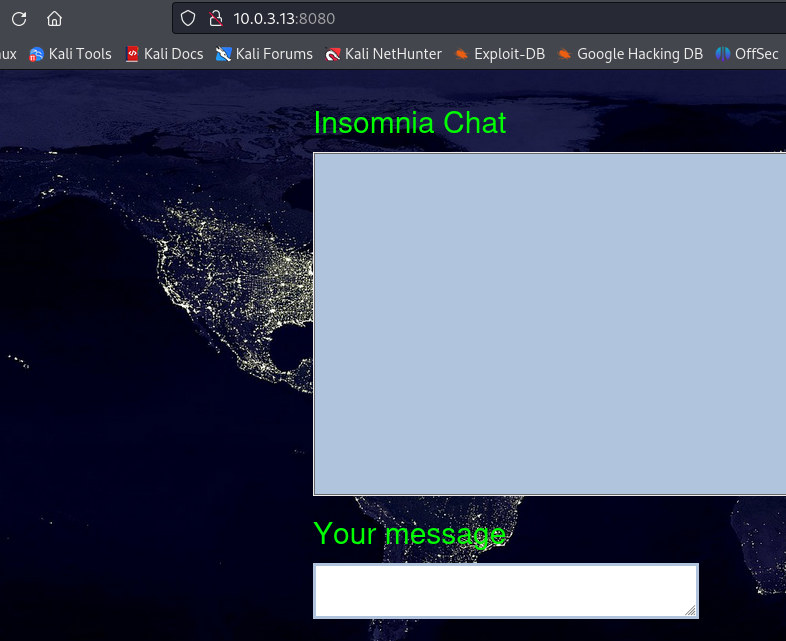 10.0.3.13:8080
ux Kali Tools Kali Docs Kali Forums Kali NetHunter Exploit-DB Google Hacking DB OffSec
Insomnia Chat
Your message